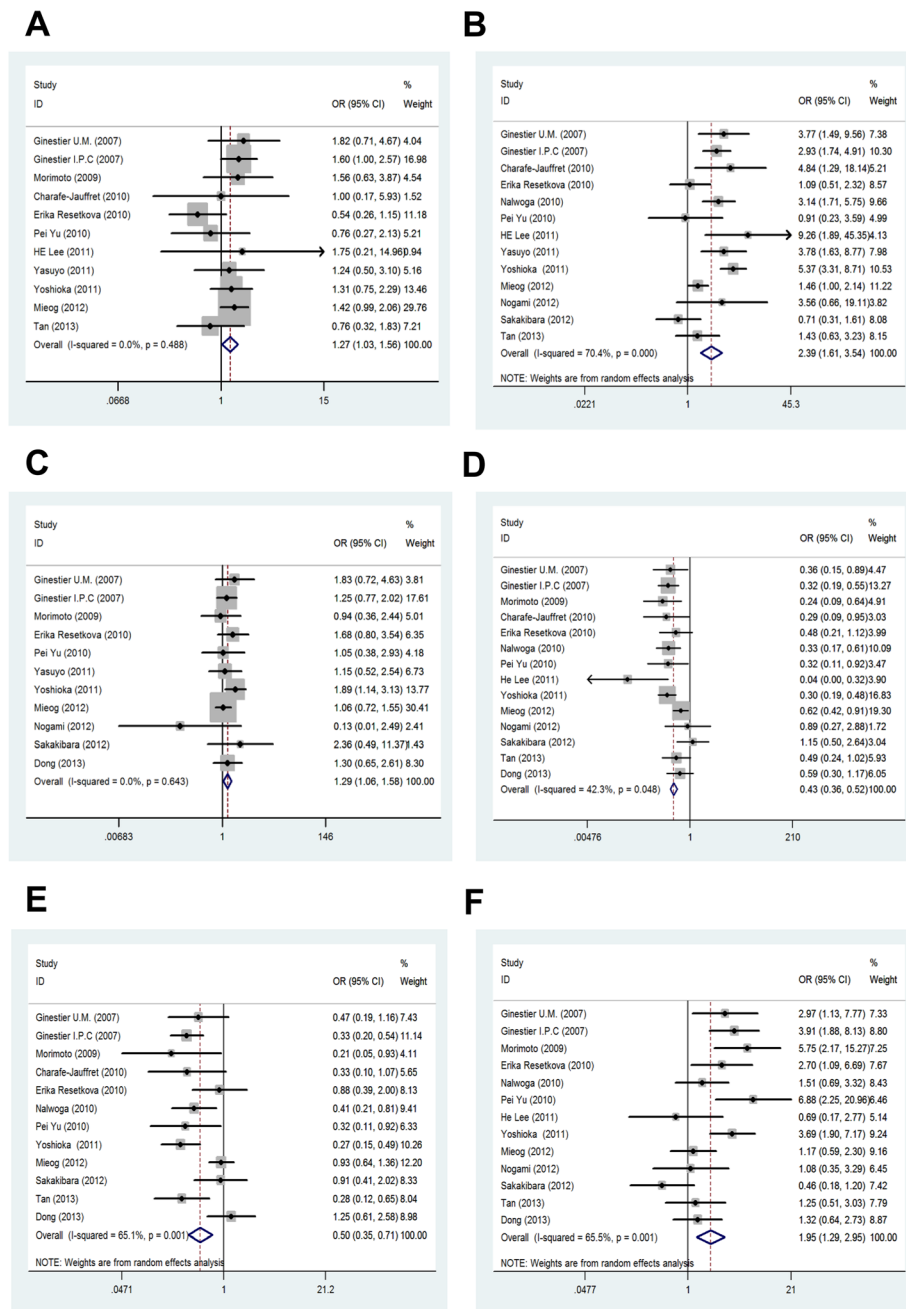 A
Study %
ID OR (95% CI) Weight
Ginestier U.M. (2007) 1.82 (0.71, 4.67) 4.04
Ginestier I.P.C (2007) 1.60 (1.00, 2.57) 16.98
Morimoto (2009) 1.56 (0.63, 3.87) 4.54
Charafe-Jauffret (2010) 1.00 (0.17, 5.93) 1.52
Erika Resetkova (2010) 0.54 (0.26, 1.15) 11.18
Pei Yu (2010) 0.76 (0.27, 2.13) 5.21
HE Lee (2011) 1.75 (0.21, 14.96) 0.94
Yasuyo (2011) 1.24 (0.50, 3.10) 5.16
Yoshioka (2011) 1.31 (0.75, 2.29) 13.46
Mieog (2012) 1.42 (0.99, 2.06) 29.76
Tan (2013) 0.76 (0.32, 1.83) 7.21
Overall (I-squared = 0.0%, p = 0.488) 1.27 (1.03, 1.56) 100.00
.0668 1 15
B
Study %
ID OR (95% CI) Weight
Ginestier U.M. (2007) 3.77 (1.49, 9.56) 7.38
Ginestier I.P.C (2007) 2.93 (1.74, 4.91) 10.30
Charafe-Jauffret (2010) 4.84 (1.29, 18.14) 5.21
Erika Resetkova (2010) 1.09 (0.51, 2.32) 8.57
Nalwoga (2010) 3.14 (1.71, 5.75) 9.66
Pei Yu (2010) 0.91 (0.23, 3.59) 4.99
HE Lee (2011) 9.26 (1.89, 45.35) 4.13
Yasuyo (2011) 3.78 (1.63, 8.77) 7.98
Yoshioka (2011) 5.37 (3.31, 8.71) 10.53
Mieog (2012) 1.46 (1.00, 2.14) 11.22
Nogami (2012) 3.56 (0.66, 19.11) 3.82
Sakakibara (2012) 0.71 (0.31, 1.61) 8.08
Tan (2013) 1.43 (0.63, 3.23) 8.15
Overall (I-squared = 70.4%, p = 0.000) 2.39 (1.61, 3.54) 100.00
NOTE: Weights are from random effects analysis
.0221 1 45.3
C
Study %
ID OR (95% CI) Weight
Ginestier U.M. (2007) 1.83 (0.72, 4.63) 3.81
Ginestier I.P.C (2007) 1.25 (0.77, 2.02) 17.61
Morimoto (2009) 0.94 (0.36, 2.44) 5.01
Erika Resetkova (2010) 1.68 (0.80, 3.54) 6.35
Pei Yu (2010) 1.05 (0.38, 2.93) 4.18
Yasuyo (2011) 1.15 (0.52, 2.54) 6.73
Yoshioka (2011) 1.89 (1.14, 3.13) 13.77
Mieog (2012) 1.06 (0.72, 1.55) 30.41
Nogami (2012) 0.13 (0.01, 2.49) 2.41
Sakakibara (2012) 2.36 (0.49, 11.37) 1.43
Dong (2013) 1.30 (0.65, 2.61) 8.30
Overall (I-squared = 0.0%, p = 0.643) 1.29 (1.06, 1.58) 100.00
.00683 1 146
D
Study %
ID OR (95% CI) Weight
Ginestier U.M. (2007) 0.36 (0.15, 0.89) 4.47
Ginestier I.P.C (2007) 0.32 (0.19, 0.55) 13.27
Morimoto (2009) 0.24 (0.09, 0.64) 4.91
Charafe-Jauffret (2010) 0.29 (0.09, 0.95) 3.03
Erika Resetkova (2010) 0.48 (0.21, 1.12) 3.99
Nalwoga (2010) 0.33 (0.17, 0.61) 10.09
Pei Yu (2010) 0.32 (0.11, 0.92) 3.47
He Lee (2011) 0.04 (0.00, 0.32) 3.90
Yoshioka (2011) 0.30 (0.19, 0.48) 16.83
Mieog (2012) 0.62 (0.42, 0.91) 19.30
Nogami (2012) 0.89 (0.27, 2.88) 1.72
Sakakibara (2012) 1.15 (0.50, 2.64) 3.04
Tan (2013) 0.49 (0.24, 1.02) 5.93
Dong (2013) 0.59 (0.30, 1.17) 6.05
Overall (I-squared = 42.3%, p = 0.048) 0.43 (0.36, 0.52) 100.00
.00476 1 210
E
Study %
ID OR (95% CI) Weight
Ginestier U.M. (2007) 0.47 (0.19, 1.16) 7.43
Ginestier I.P.C (2007) 0.33 (0.20, 0.54) 11.14
Morimoto (2009) 0.21 (0.05, 0.93) 4.11
Charafe-Jauffret (2010) 0.33 (0.10, 1.07) 5.65
Erika Resetkova (2010) 0.88 (0.39, 2.00) 8.13
Nalwoga (2010) 0.41 (0.21, 0.81) 9.41
Pei Yu (2010) 0.32 (0.11, 0.92) 6.33
Yoshioka (2011) 0.27 (0.15, 0.49) 10.26
Mieog (2012) 0.93 (0.64, 1.36) 12.20
Sakakibara (2012) 0.91 (0.41, 2.02) 8.33
Tan (2013) 0.28 (0.12, 0.65) 8.04
Dong (2013) 1.25 (0.61, 2.58) 8.98
Overall (I-squared = 65.1%, p = 0.001) 0.50 (0.35, 0.71) 100.00
NOTE: Weights are from random effects analysis
.0471 1 21.2
F
Study %
ID OR (95% CI) Weight
Ginestier U.M. (2007) 2.97 (1.13, 7.77) 7.33
Ginestier I.P.C (2007) 3.91 (1.88, 8.13) 8.80
Morimoto (2009) 5.75 (2.17, 15.27) 7.25
Erika Resetkova (2010) 2.70 (1.09, 6.69) 7.67
Nalwoga (2010) 1.51 (0.69, 3.32) 8.43
Pei Yu (2010) 6.88 (2.25, 20.96) 6.46
He Lee (2011) 0.69 (0.17, 2.77) 5.14
Yoshioka (2011) 3.69 (1.90, 7.17) 9.24
Mieog (2012) 1.17 (0.59, 2.30) 9.16
Nogami (2012) 1.08 (0.35, 3.29) 6.45
Sakakibara (2012) 0.46 (0.18, 1.20) 7.42
Tan (2013) 1.25 (0.51, 3.03) 7.79
Dong (2013) 1.32 (0.64, 2.73) 8.87
Overall (I-squared = 65.5%, p = 0.001) 1.95 (1.29, 2.95) 100.00
NOTE: Weights are from random effects analysis
.0477 1 21